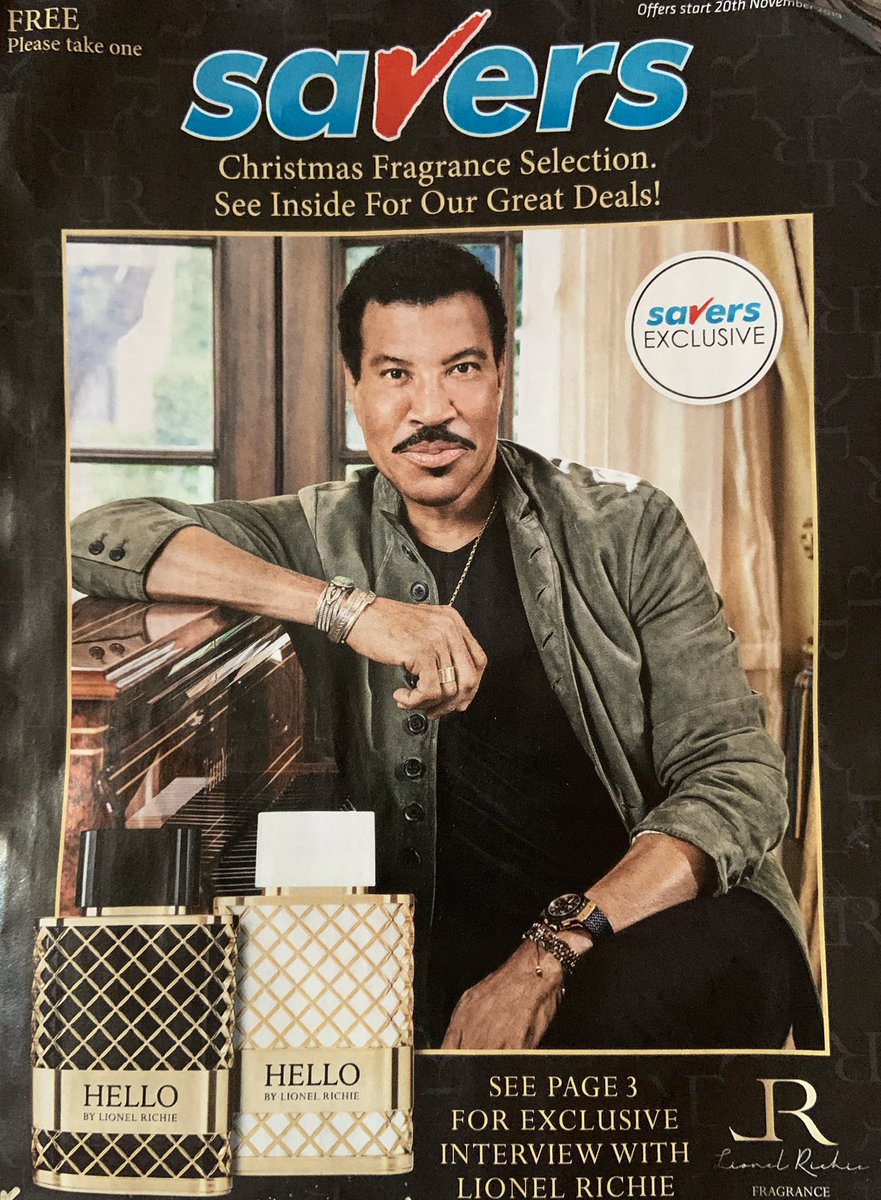 FREE
Please take one
Offers start 20th November 2019
savers
Christmas Fragrance Selection.
See Inside For Our Great Deals!
savers
EXCLUSIVE
HELLO
BY LIONEL RICHIE
HELLO
BY LIONEL RICHIE
SEE PAGE 3
FOR EXCLUSIVE
INTERVIEW WITH
LIONEL RICHIE
LR
Lionel Richie
FRAGRANCE